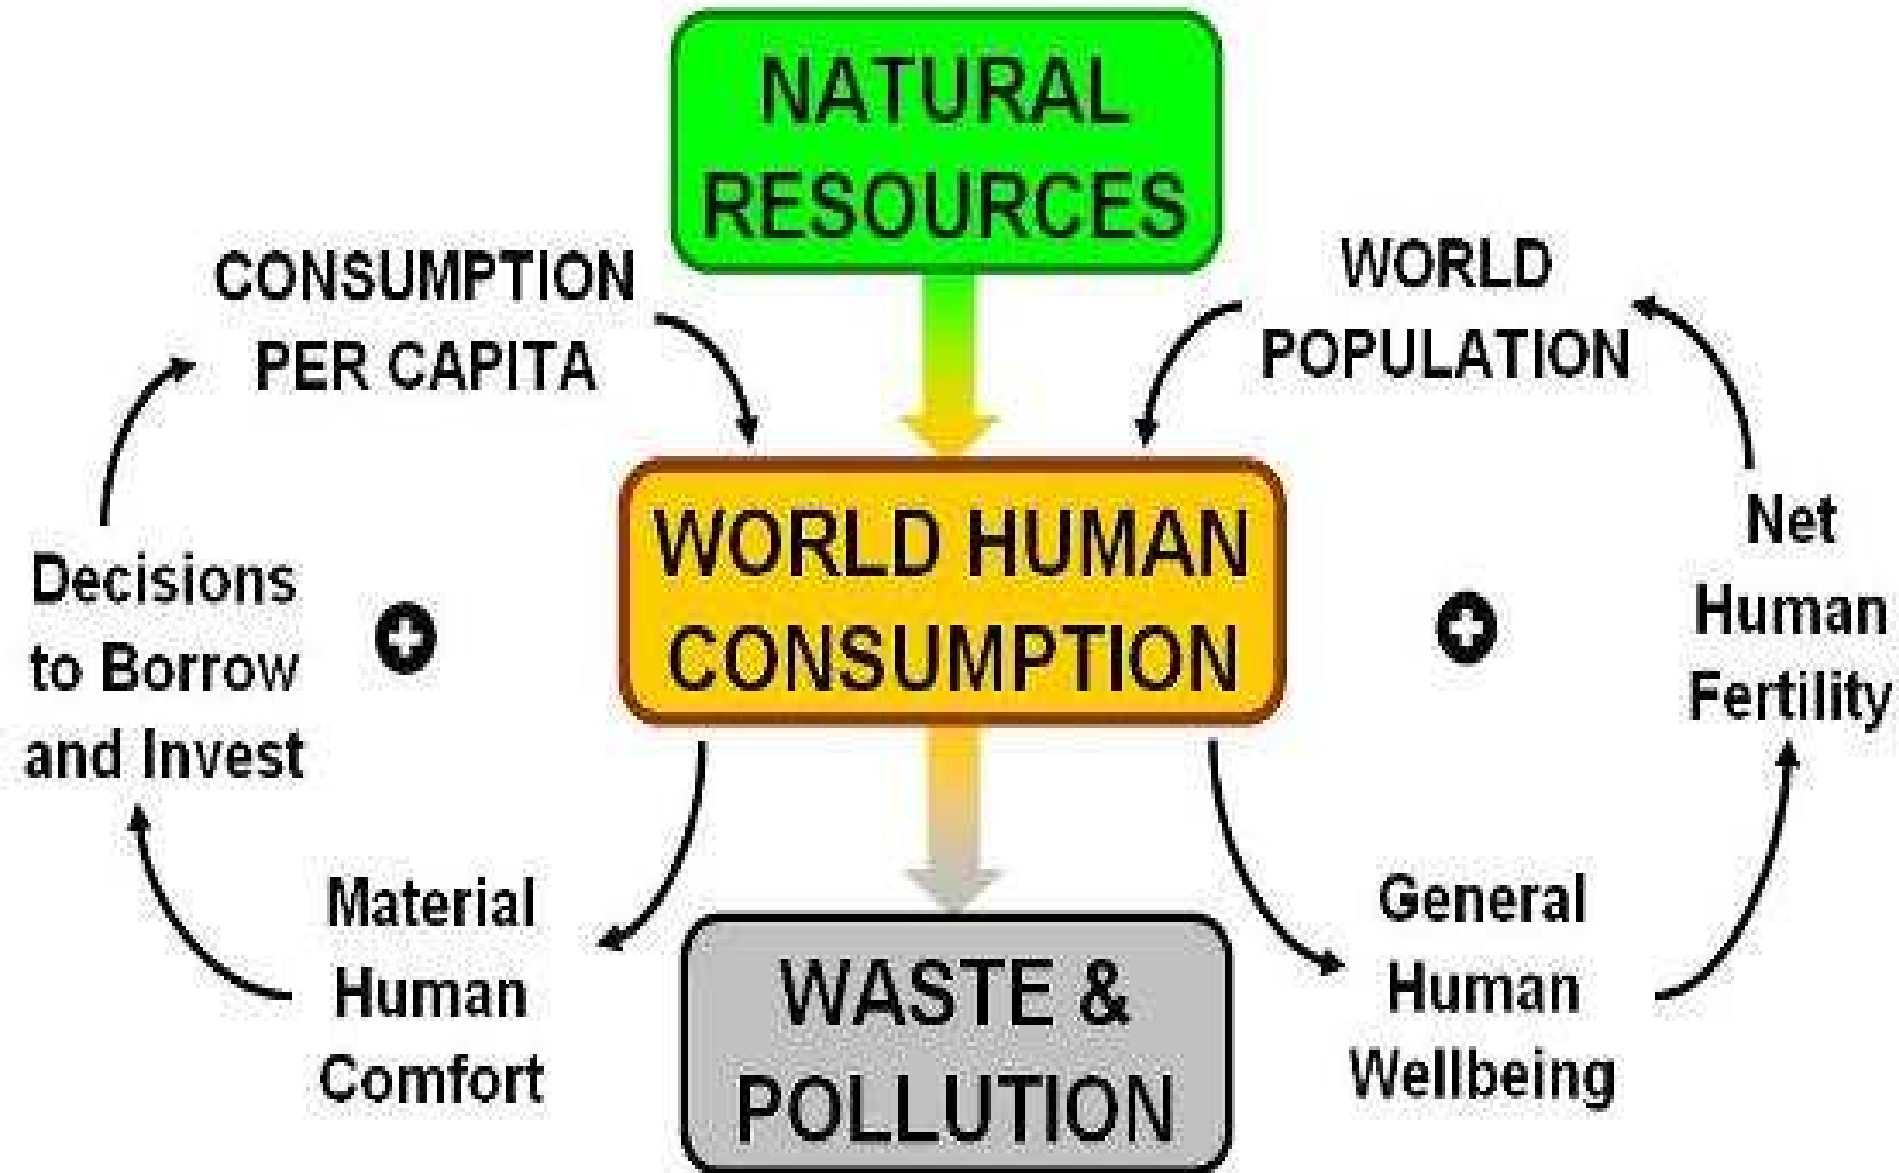 NATURAL
RESOURCES
CONSUMPTION
PER CAPITA
WORLD
POPULATION
WORLD HUMAN
CONSUMPTION
Decisions
to Borrow
and Invest
Net
Human
Fertility
Material
Human
Comfort
General
Human
Wellbeing
WASTE &
POLLUTION